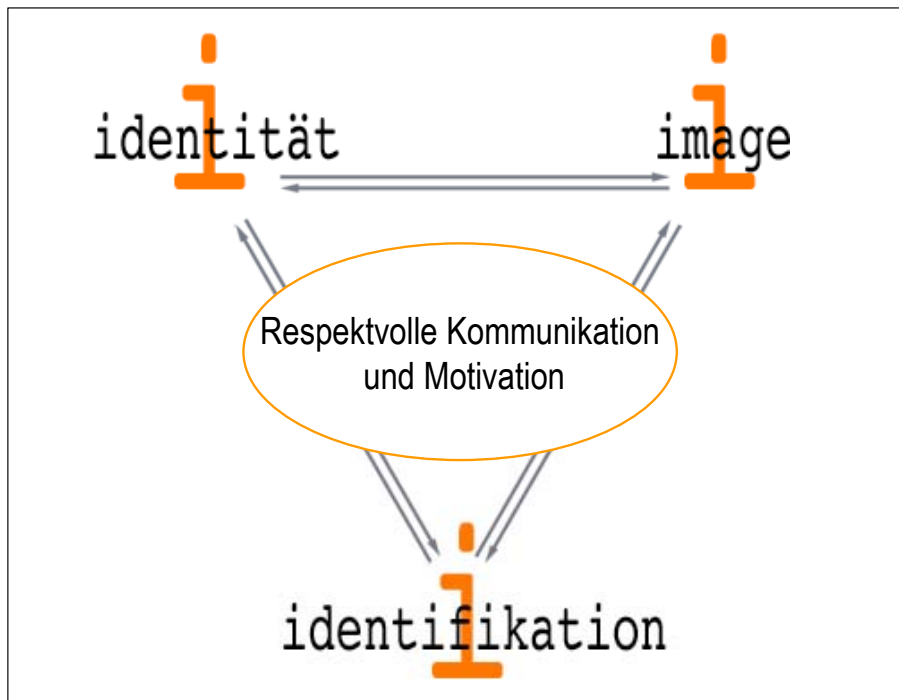 identität
image
Respektvolle Kommunikation
und Motivation
identifikation